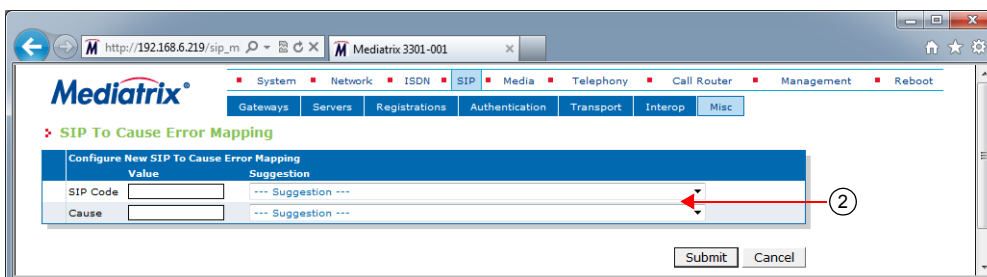 http://192.168.6.219/sip_m
Mediatrix 3301-001
Mediatrix
System Network ISDN SIP Media Telephony Call Router Management Reboot
Gateways Servers Registrations Authentication Transport Interop Misc
SIP To Cause Error Mapping
Configure New SIP To Cause Error Mapping
Value Suggestion
SIP Code --- Suggestion ---
Cause --- Suggestion ---
2
Submit Cancel